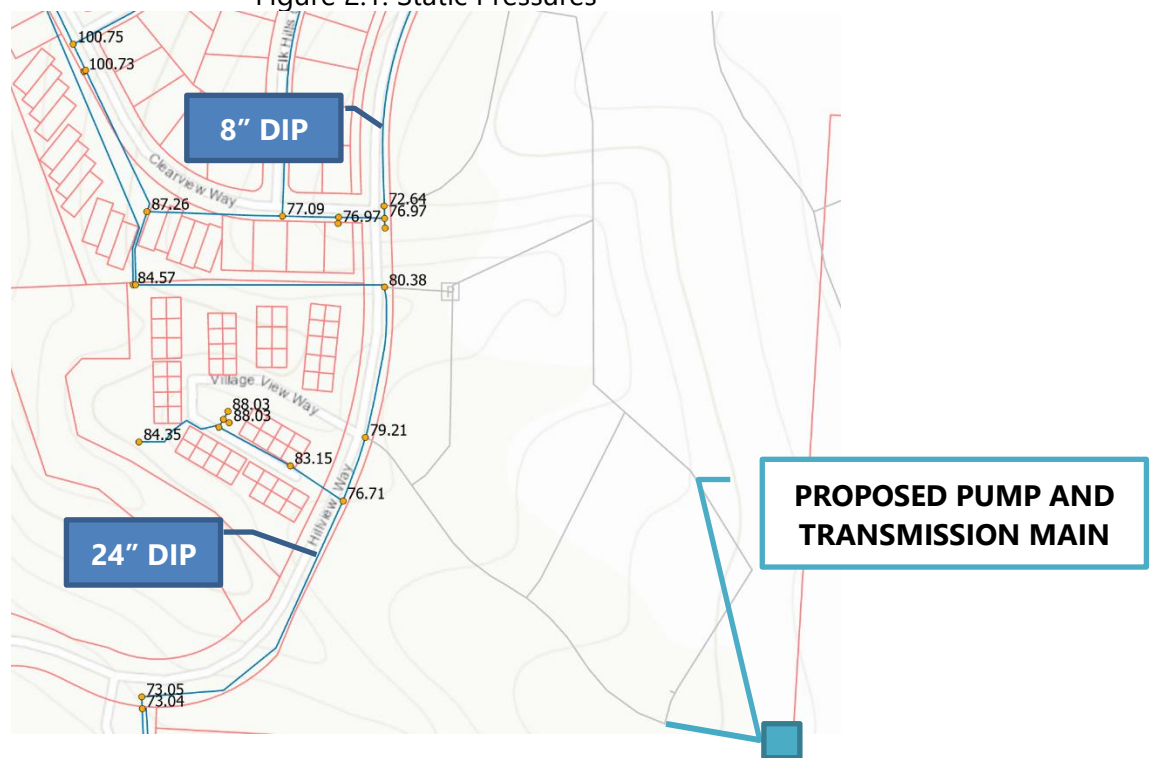 Figure 2.1: Static Pressures
100.75
100.73
Elk Hills
8” DIP
Clearview Way
72.64
87.26
77.09
76.97
76.97
84.57
80.38
P
Village View Way
88.03
88.03
84.35
79.21
83.15
76.71
Hillview Way
PROPOSED PUMP AND
TRANSMISSION MAIN
24” DIP
73.05
73.04